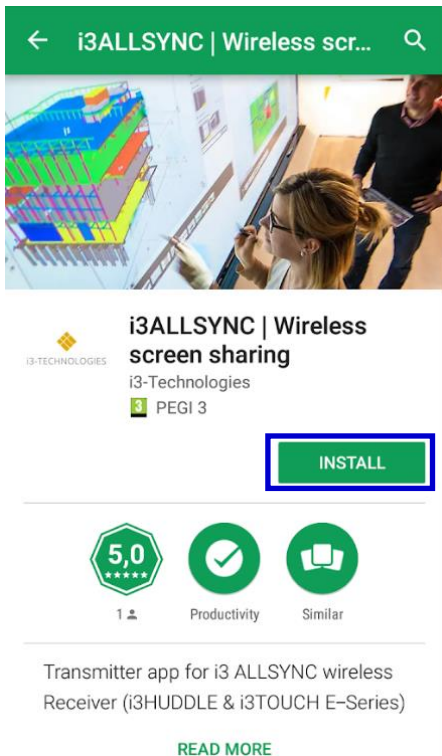 i3ALLSYNC | Wireless scr...
i3-TECHNOLOGIES
i3ALLSYNC | Wireless
screen sharing
i3-Technologies
3 PEGI 3
INSTALL
5,0
1
Productivity
Similar
Transmitter app for i3 ALLSYNC wireless
Receiver (i3HUDDLE & i3TOUCH E–Series)
READ MORE